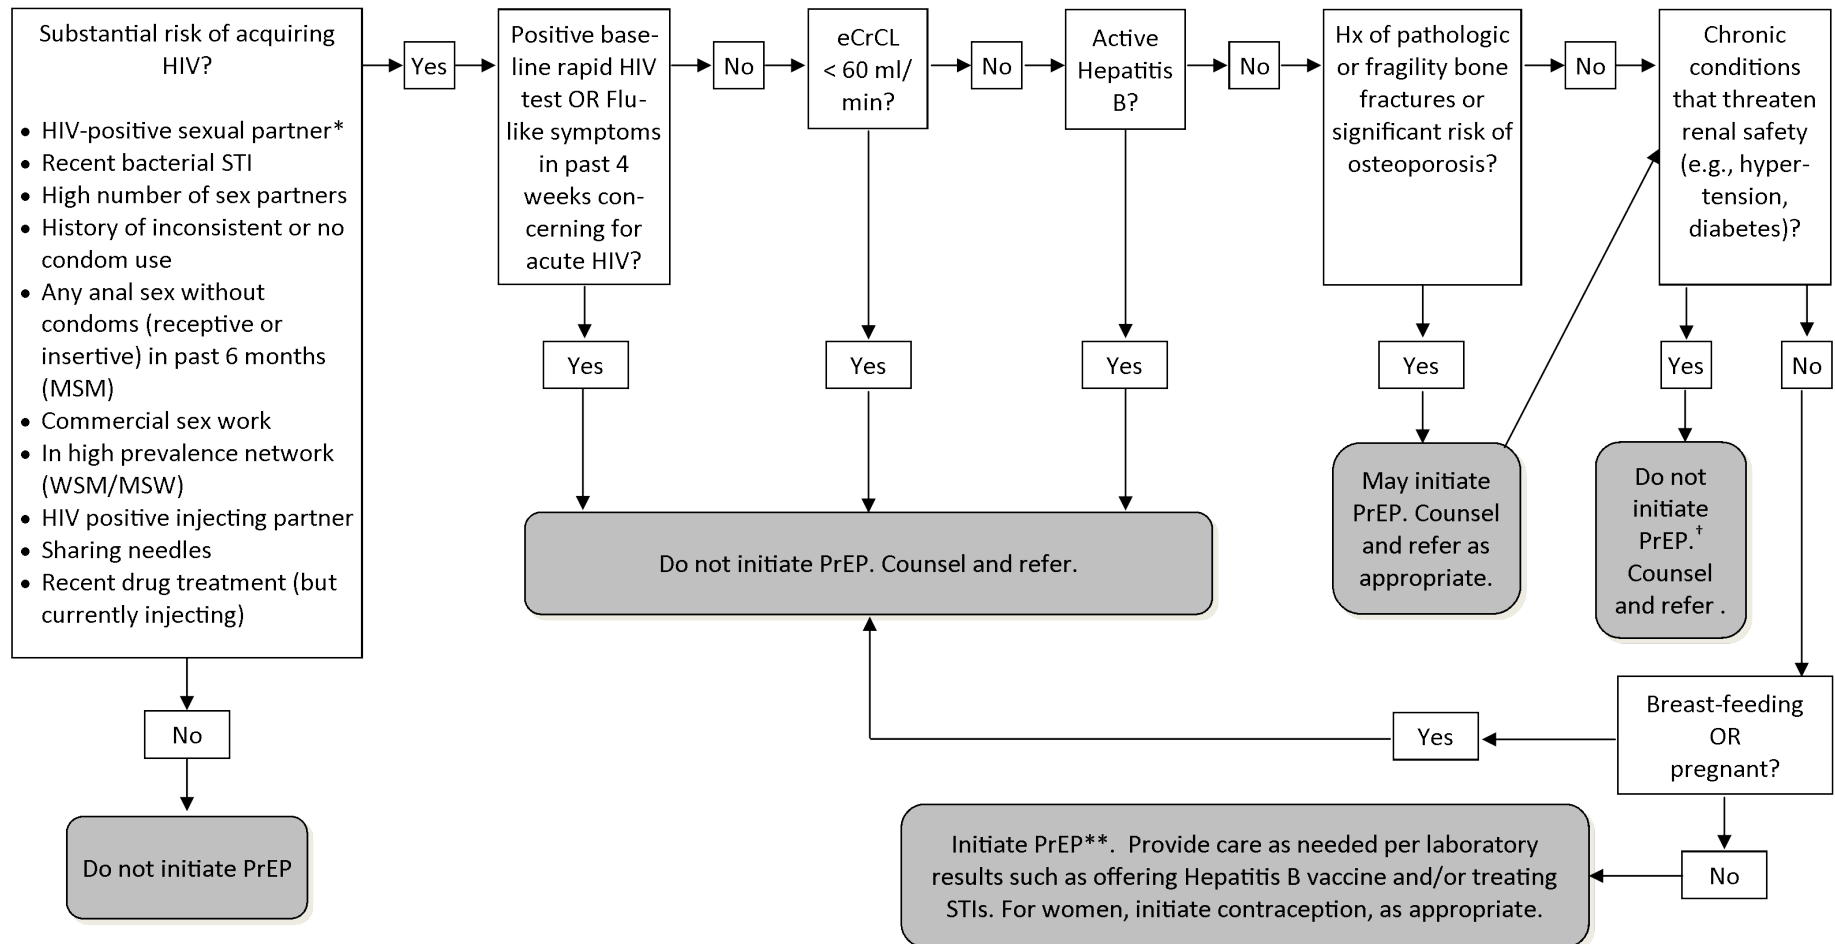 Substantial risk of acquiring
HIV?
• HIV-positive sexual partner*
• Recent bacterial STI
• High number of sex partners
• History of inconsistent or no
condom use
• Any anal sex without
condoms (receptive or
insertive) in past 6 months
(MSM)
• Commercial sex work
• In high prevalence network
(WSM/MSW)
• HIV positive injecting partner
• Sharing needles
• Recent drug treatment (but
currently injecting)
No
Do not initiate PrEP
Yes
Positive base-
line rapid HIV
test OR Flu-
like symptoms
in past 4
weeks con-
cerning for
acute HIV?
Yes
No
eCrCL
< 60 ml/
min?
Yes
No
Active
Hepatitis
B?
Yes
Do not initiate PrEP. Counsel and refer.
No
Hx of pathologic
or fragility bone
fractures or
significant risk of
osteoporosis?
Yes
May initiate
PrEP. Counsel
and refer as
appropriate.
No
Chronic
conditions
that threaten
renal safety
(e.g., hyper-
tension,
diabetes)?
Yes
Do not
initiate
PrEP.†
Counsel
and refer .
No
Breast-feeding
OR
pregnant?
Yes
No
Initiate PrEP**. Provide care as needed per laboratory
results such as offering Hepatitis B vaccine and/or treating
STIs. For women, initiate contraception, as appropriate.